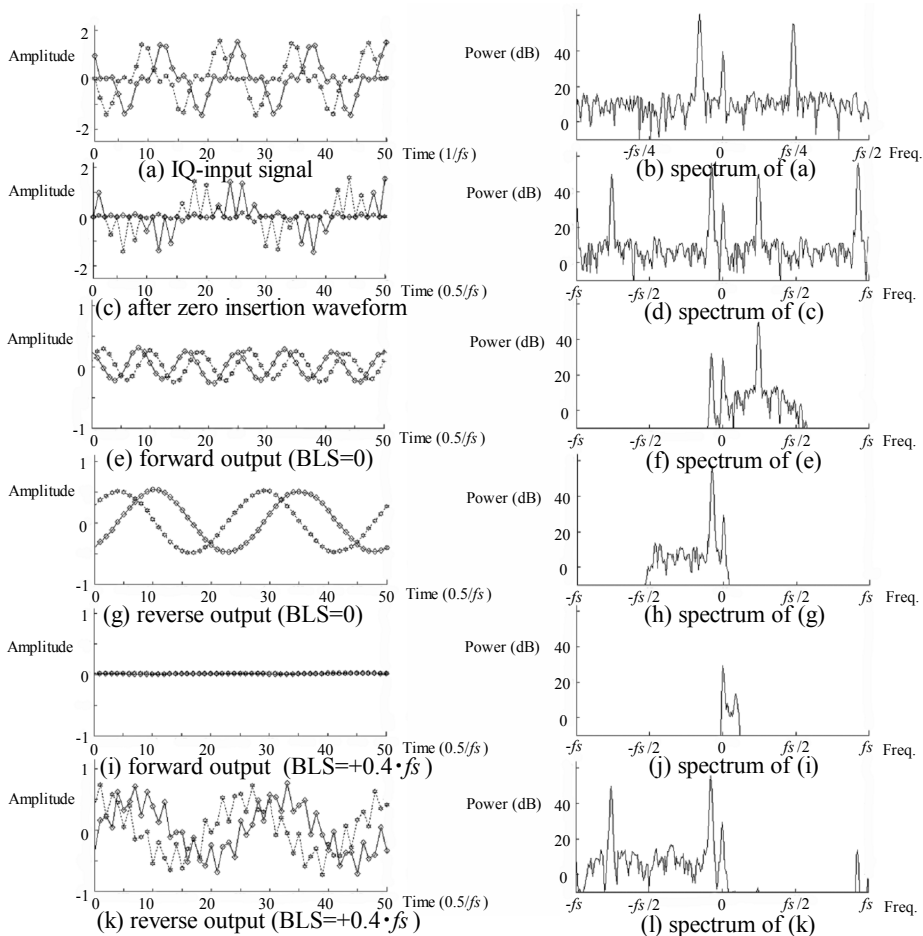 Amplitude
2
0
-2
0 10 20 30 40 50 Time (1/fs)
(a) IQ-input signal
Power (dB)
40
20
0
-fs/4 0 fs/4 fs/2 Freq.
(b) spectrum of (a)
2
0
-2
0 10 20 30 40 50 Time (0.5/fs)
(c) after zero insertion waveform
Power (dB)
40
20
0
-fs -fs/2 0 fs/2 fs Freq.
(d) spectrum of (c)
Amplitude
1
0
-1
0 10 20 30 40 50 Time (0.5/fs)
(e) forward output (BLS=0)
Power (dB)
40
20
0
-fs -fs/2 0 fs/2 fs Freq.
(f) spectrum of (e)
Amplitude
1
0
-1
0 10 20 30 40 50 Time (0.5/fs)
(g) reverse output (BLS=0)
Power (dB)
40
20
0
-fs -fs/2 0 fs/2 fs Freq.
(h) spectrum of (g)
Amplitude
1
0
-1
0 10 20 30 40 50 Time (0.5/fs)
(i) forward output (BLS=+0.4・fs)
Power (dB)
40
20
0
-fs -fs/2 0 fs/2 fs Freq.
(j) spectrum of (i)
Amplitude
1
0
-1
0 10 20 30 40 50 Time (0.5/fs)
(k) reverse output (BLS=+0.4・fs)
Power (dB)
40
20
0
-fs -fs/2 0 fs/2 fs Freq.
(l) spectrum of (k)